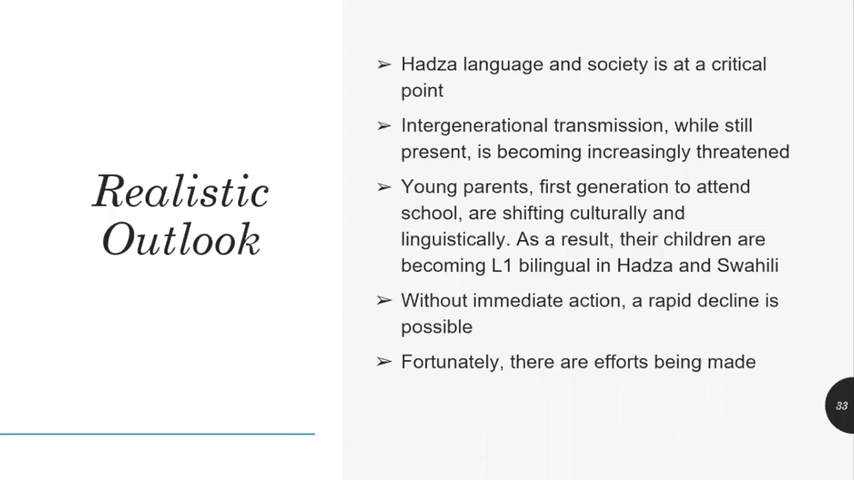 Realistic
Outlook
➢ Hadza language and society is at a critical
point
➢ Intergenerational transmission, while still
present, is becoming increasingly threatened
➢ Young parents, first generation to attend
school, are shifting culturally and
linguistically. As a result, their children are
becoming L1 bilingual in Hadza and Swahili
➢ Without immediate action, a rapid decline is
possible
➢ Fortunately, there are efforts being made
33